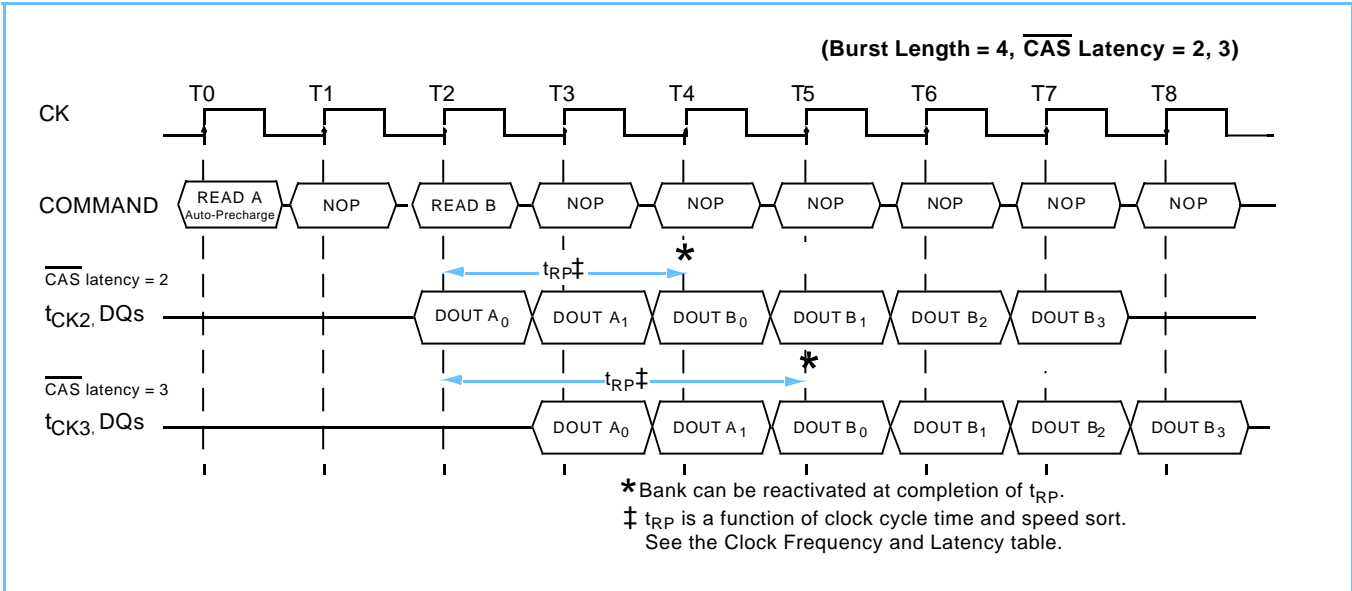 (Burst Length = 4, CAS Latency = 2, 3)
T0 T1 T2 T3 T4 T5 T6 T7 T8
CK
COMMAND READ A Auto-Precharge NOP READ B NOP NOP NOP NOP NOP NOP
*
CAS latency = 2
tRP‡
tCK2, DQs DOUT A0 DOUT A1 DOUT B0 DOUT B1 DOUT B2 DOUT B3
*
CAS latency = 3
tRP‡
tCK3, DQs DOUT A0 DOUT A1 DOUT B0 DOUT B1 DOUT B2 DOUT B3
* Bank can be reactivated at completion of tRP.
‡ tRP is a function of clock cycle time and speed sort.
See the Clock Frequency and Latency table.